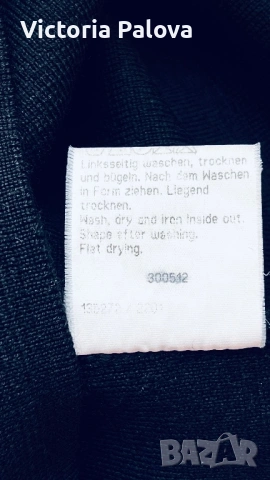 Victoria Palova
Linksseitig waschen, trocknen
und bügeln. Nach dem Waschen
in Form ziehen. Liegend
trocknen.
Wash, dry and iron inside out.
Shape after washing.
Flat drying.
300512
BAZAR